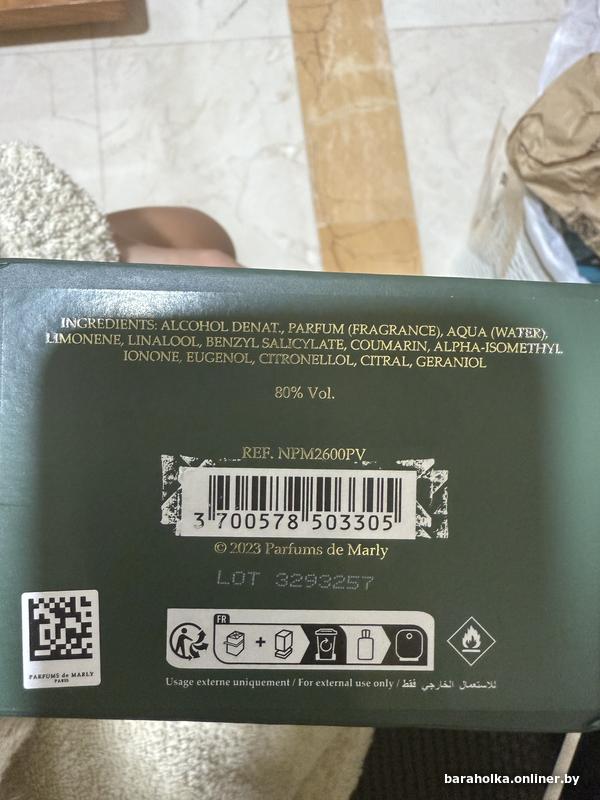 INGREDIENTS: ALCOHOL DENAT., PARFUM (FRAGRANCE), AQUA (WATER),
LIMONENE, LINALOOL, BENZYL SALICYLATE, COUMARIN, ALPHA-ISOMETHYL
IONONE, EUGENOL, CITRONELLOL, CITRAL, GERANIOL
80% Vol.
REF. NPM2600PV
3 700578 503305
© 2023 Parfums de Marly
LOT 3293257
FR
+
PARFUMS de MARLY
PARIS
Usage externe uniquement / For external use only / للاستعمال الخارجي فقط
baraholka.onliner.by